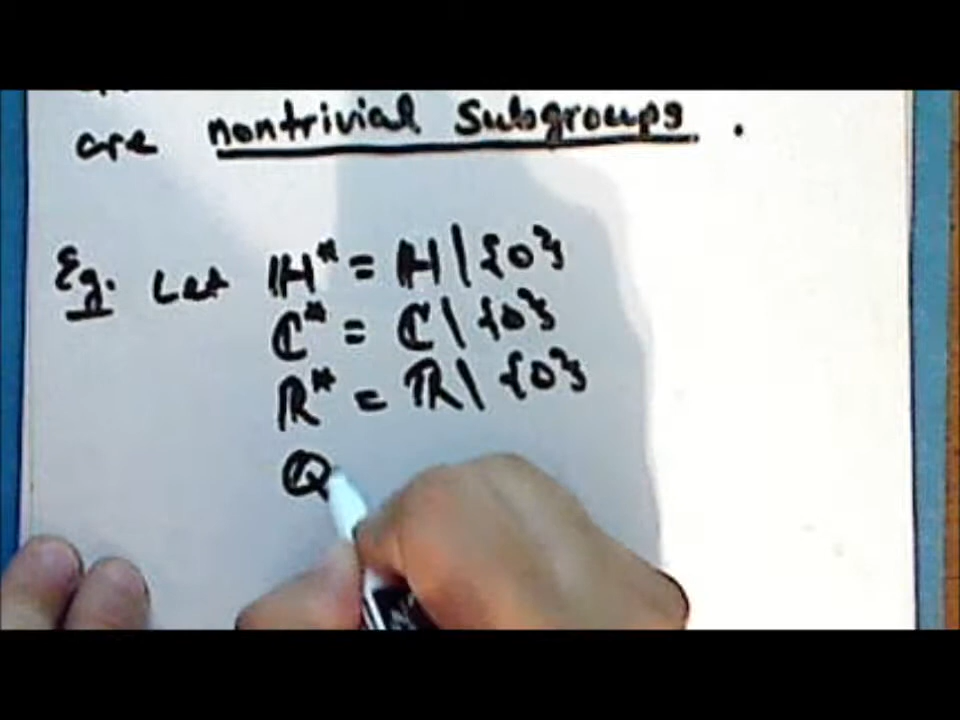 are nontrivial subgroups.
Eg. Let ℍ* = ℍ \ {0}
ℂ* = ℂ \ {0}
ℝ* = ℝ \ {0}
ℚ